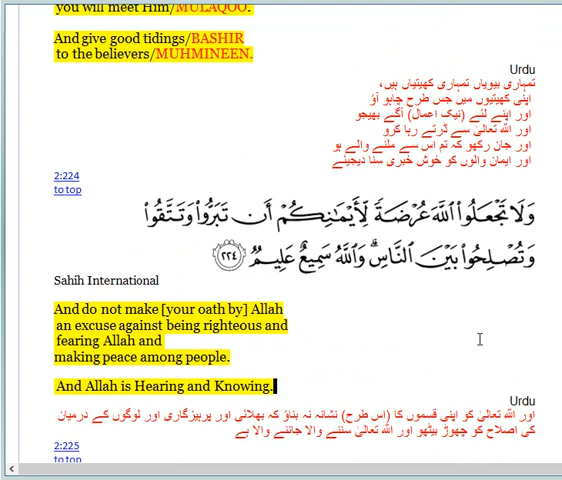 you will meet Him/MULAQOO.
And give good tidings/BASHIR
to the believers/MUHMINEEN.
Urdu
تمہاری بیویاں تمہاری کھیتیاں ہیں،
اپنی کھیتیوں میں جس طرح چاہو آؤ
اور اپنے لئے (نیک اعمال) آگے بھیجو
اور اللہ تعالیٰ سے ڈرتے رہا کرو
اور جان رکھو کہ تم اس سے ملنے والے ہو
اور ایمان والوں کو خوش خبری سنا دیجیئے
2:224
to top
وَلَا تَجْعَلُوا۟ ٱللَّهَ عُرْضَةً لِّأَيْمَـٰنِكُمْ أَن تَبَرُّوا۟ وَتَتَّقُوا۟
وَتُصْلِحُوا۟ بَيْنَ ٱلنَّاسِ ۗ وَٱللَّهُ سَمِيعٌ عَلِيمٌ ٢٢٤
Sahih International
And do not make [your oath by] Allah
an excuse against being righteous and
fearing Allah and
making peace among people.
And Allah is Hearing and Knowing.
Urdu
اور اللہ تعالیٰ کو اپنی قسموں کا (اس طرح) نشانہ نہ بناؤ کہ بھلائی اور پرہیزگاری اور لوگوں کے درمیان
کی اصلاح کو چھوڑ بیٹھو اور اللہ تعالیٰ سننے والا جاننے والا ہے
2:225
to top